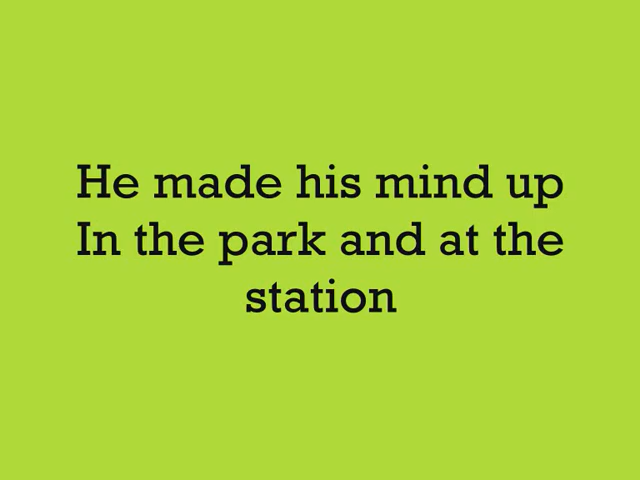 He made his mind up
In the park and at the
station